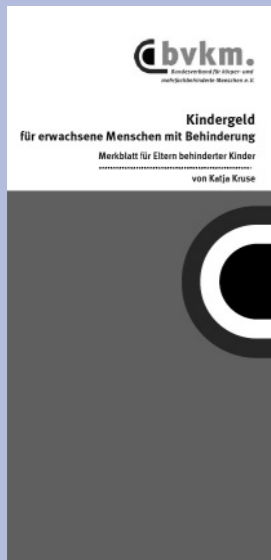 bvkm.
Bundesverband für körper- und
mehrfachbehinderte Menschen e.V.
Kindergeld
für erwachsene Menschen mit Behinderung
Merkblatt für Eltern behinderter Kinder
von Katja Kruse